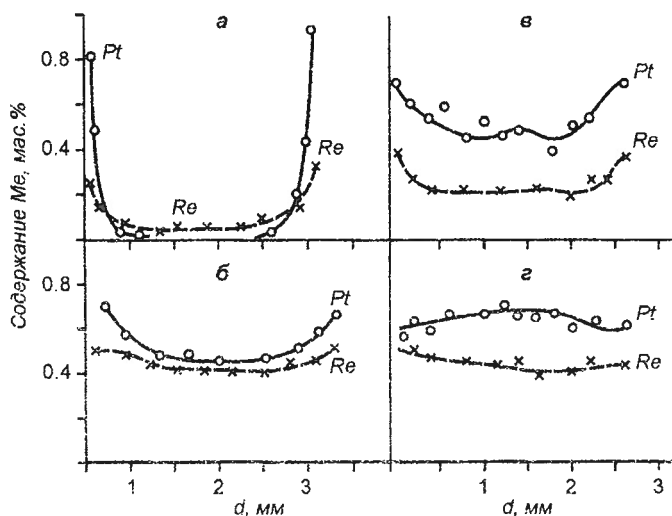 а
в
0.8
Pt
0.4
Re
Re
Pt
Re
Содержание Me, мас.%
б
г
0.8
Pt
0.4
Re
Pt
Re
1 2 3
d, мм
1 2 3
d, мм